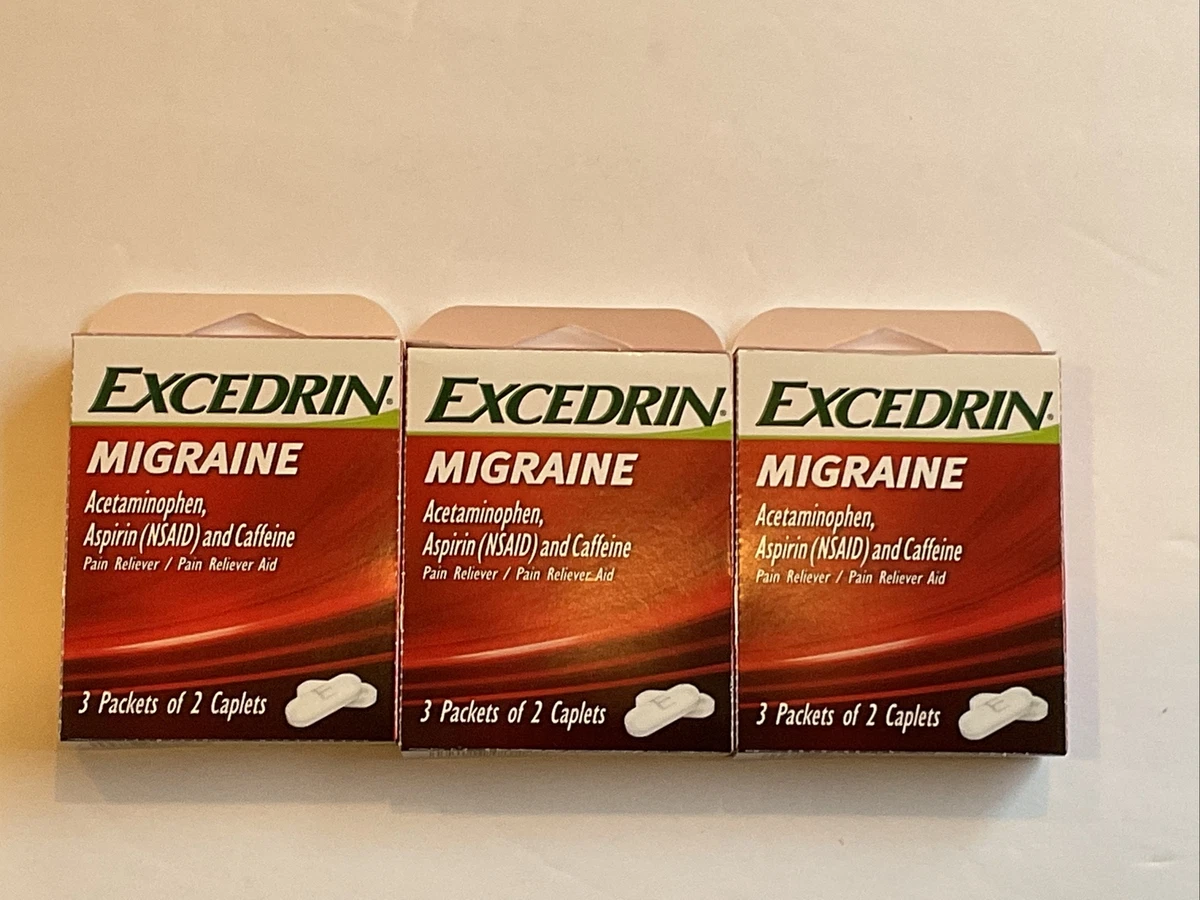 EXCEDRIN®
MIGRAINE
Acetaminophen,
Aspirin (NSAID) and Caffeine
Pain Reliever / Pain Reliever Aid
3 Packets of 2 Caplets
E
EXCEDRIN®
MIGRAINE
Acetaminophen,
Aspirin (NSAID) and Caffeine
Pain Reliever / Pain Reliever Aid
3 Packets of 2 Caplets
E
EXCEDRIN®
MIGRAINE
Acetaminophen,
Aspirin (NSAID) and Caffeine
Pain Reliever / Pain Reliever Aid
3 Packets of 2 Caplets
E